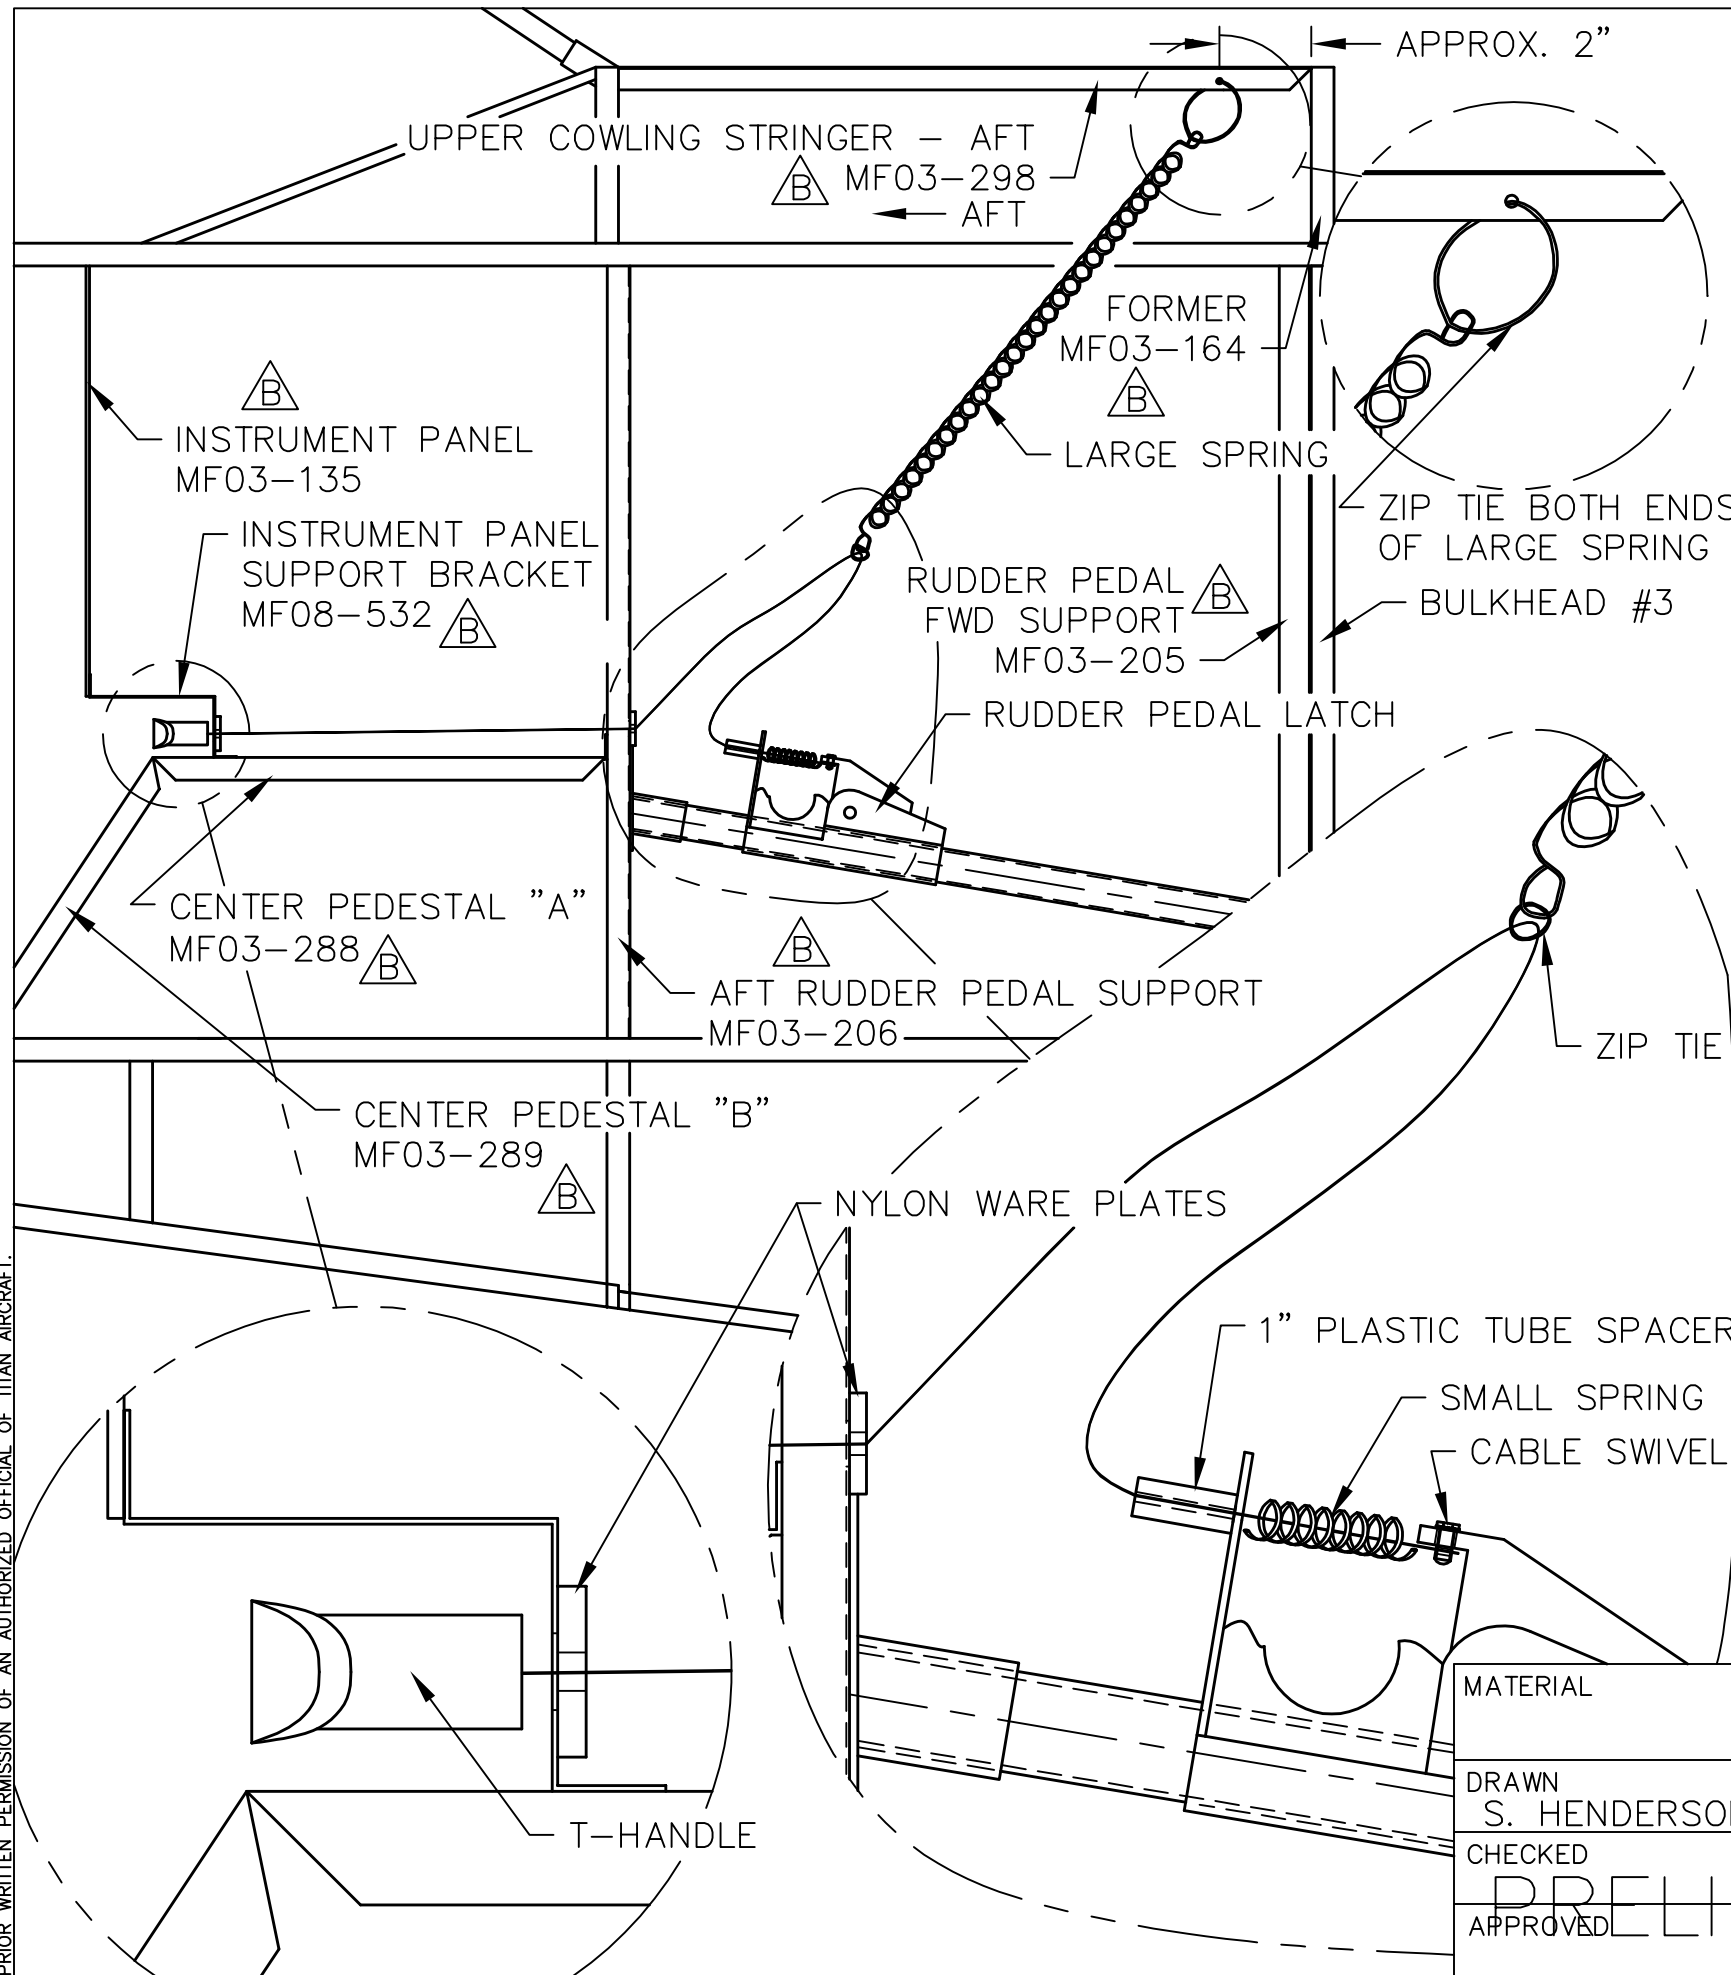 APPROX. 2”
UPPER COWLING STRINGER – AFT
B MF03–298
AFT
FORMER
MF03–164
B
B
INSTRUMENT PANEL
MF03–135
LARGE SPRING
ZIP TIE BOTH ENDS
OF LARGE SPRING
INSTRUMENT PANEL
SUPPORT BRACKET
MF08–532 B
RUDDER PEDAL B
FWD SUPPORT
MF03–205
BULKHEAD #3
RUDDER PEDAL LATCH
CENTER PEDESTAL ”A”
MF03–288 B
B
AFT RUDDER PEDAL SUPPORT
MF03–206
ZIP TIE
CENTER PEDESTAL ”B”
MF03–289
B
NYLON WARE PLATES
1” PLASTIC TUBE SPACER
SMALL SPRING
CABLE SWIVEL
T–HANDLE
PRIOR WRITTEN PERMISSION OF AN AUTHORIZED OFFICIAL OF TITAN AIRCRAFT.
MATERIAL
DRAWN
S. HENDERSO
CHECKED
PRELI
APPROVED